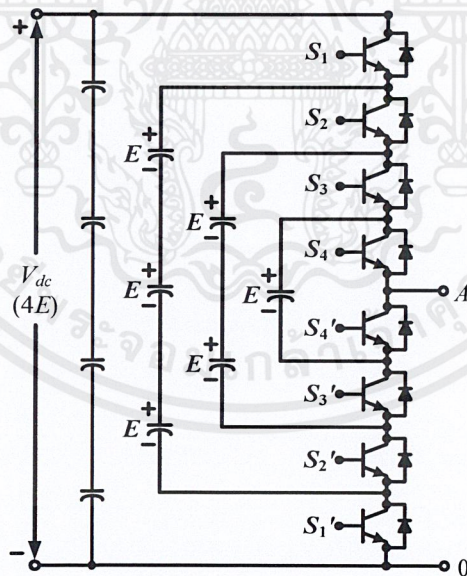 +
S1
S2
+
E
-
S3
+
E
-
S4
+
E
-
Vdc
(4E)
+
E
-
A
S4'
+
E
-
S3'
+
E
-
S2'
-
S1'
0